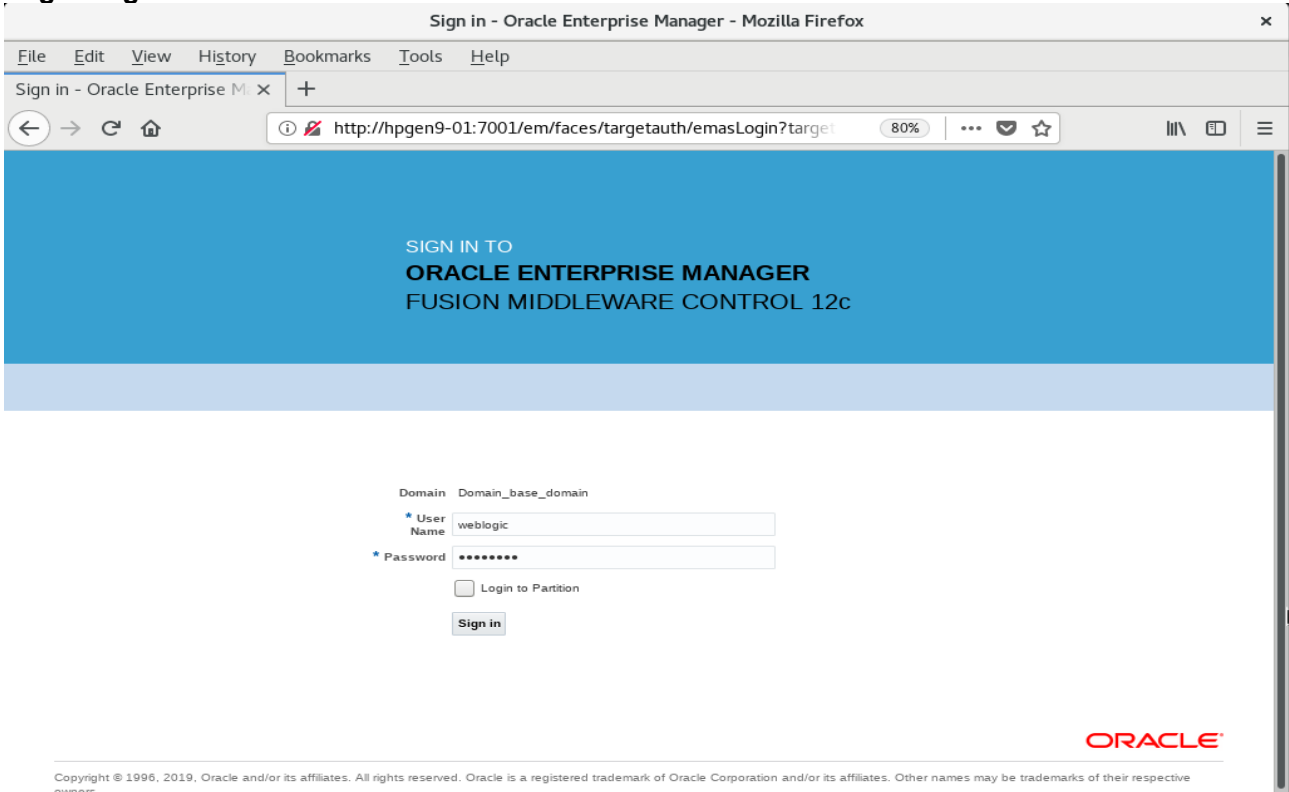 Sign in - Oracle Enterprise Manager - Mozilla Firefox ×
File Edit View History Bookmarks Tools Help
Sign in - Oracle Enterprise Ma × +
http://hpgen9-01:7001/em/faces/targetauth/emasLogin?target 80%
SIGN IN TO
ORACLE ENTERPRISE MANAGER
FUSION MIDDLEWARE CONTROL 12c
Domain Domain_base_domain
* User
Name weblogic
* Password ••••••••
Login to Partition
Sign in
ORACLE
Copyright © 1996, 2019, Oracle and/or its affiliates. All rights reserved. Oracle is a registered trademark of Oracle Corporation and/or its affiliates. Other names may be trademarks of their respective
owners.